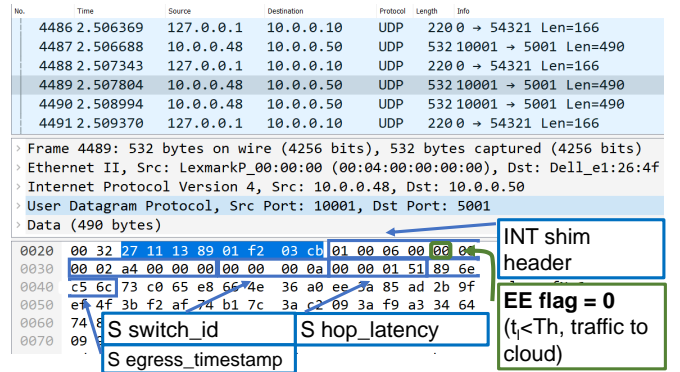 No. Time Source Destination Protocol Length Info
4486 2.506369 127.0.0.1 10.0.0.10 UDP 220 0 → 54321 Len=166
4487 2.506688 10.0.0.48 10.0.0.50 UDP 532 10001 → 5001 Len=490
4488 2.507343 127.0.0.1 10.0.0.10 UDP 220 0 → 54321 Len=166
4489 2.507804 10.0.0.48 10.0.0.50 UDP 532 10001 → 5001 Len=490
4490 2.508994 10.0.0.48 10.0.0.50 UDP 532 10001 → 5001 Len=490
4491 2.509370 127.0.0.1 10.0.0.10 UDP 220 0 → 54321 Len=166
Frame 4489: 532 bytes on wire (4256 bits), 532 bytes captured (4256 bits)
Ethernet II, Src: LexmarkP_00:00:00 (00:04:00:00:00:00), Dst: Dell_e1:26:4f
Internet Protocol Version 4, Src: 10.0.0.48, Dst: 10.0.0.50
User Datagram Protocol, Src Port: 10001, Dst Port: 5001
Data (490 bytes)
INT shim
header
0020 00 32 27 11 13 89 01 f2 03 cb 01 00 06 00 00
0030 00 02 a4 00 00 00 00 00 00 0a 00 00 01 51 89 6e
0040 c5 6c 73 c0 65 e8 66 4e 36 a0 ee 85 ad 2b 9f
0050 ef 4f 3b f2 af 74 b1 7c 3a c2 09 3a f9 a3 34 64
0060 74
0070 09
EE flag = 0
(tl<Th, traffic to
cloud)
S switch_id
S hop_latency
S egress_timestamp